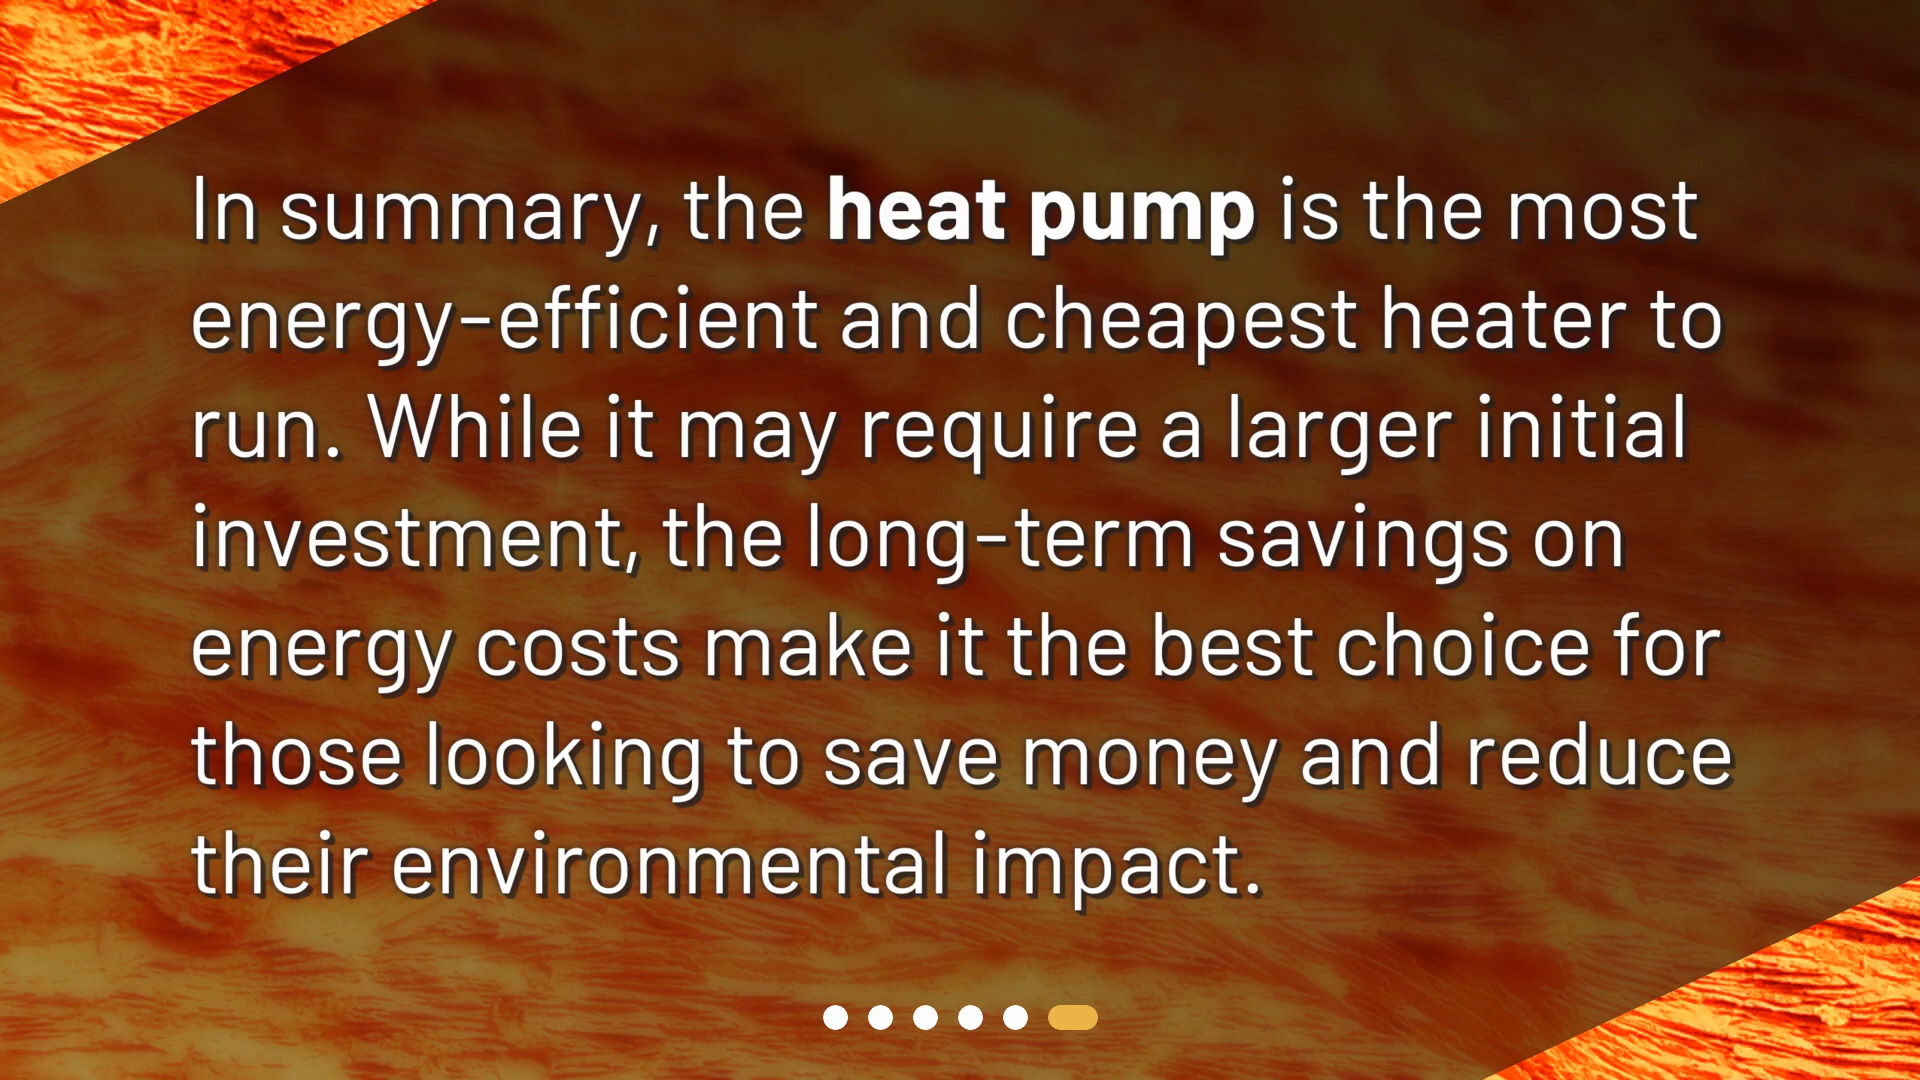 In summary, the heat pump is the most
energy-efficient and cheapest heater to
run. While it may require a larger initial
investment, the long-term savings on
energy costs make it the best choice for
those looking to save money and reduce
their environmental impact.